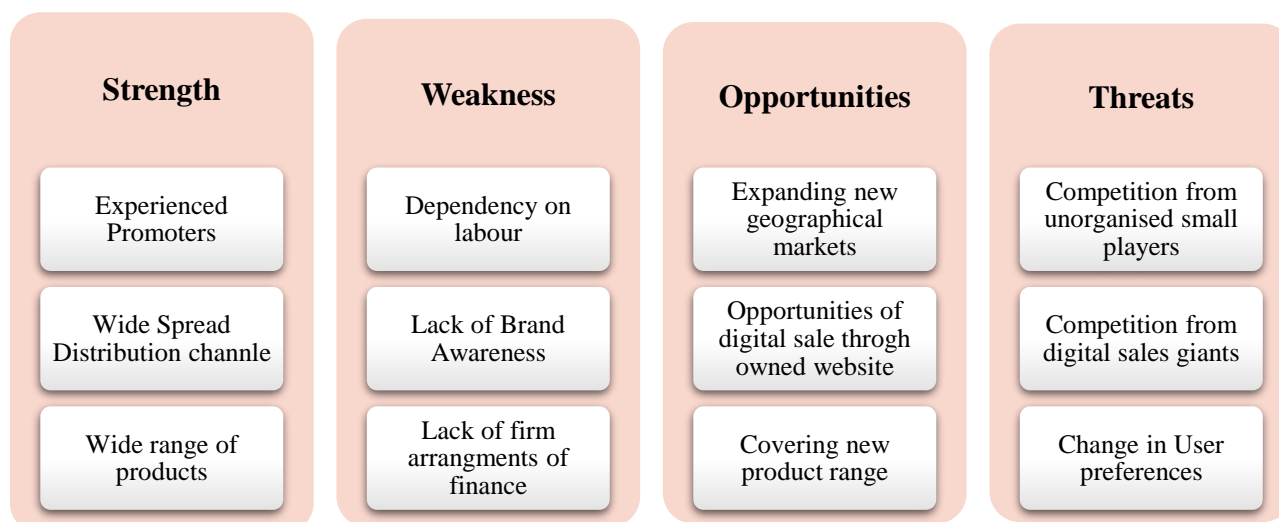 Strength
Experienced
Promoters
Wide Spread
Distribution channle
Wide range of
products
Weakness
Dependency on
labour
Lack of Brand
Awareness
Lack of firm
arrangments of
finance
Opportunities
Expanding new
geographical
markets
Opportunities of
digital sale throgh
owned website
Covering new
product range
Threats
Competition from
unorganised small
players
Competition from
digital sales giants
Change in User
preferences